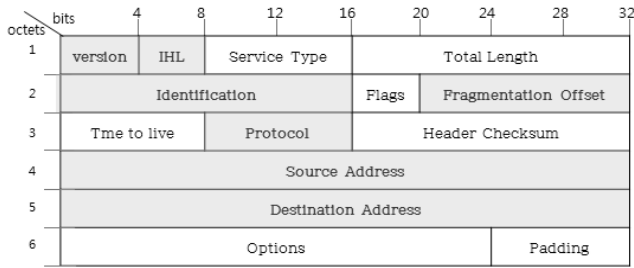 bits 4 8 12 16 20 24 28 32
octets
1 version IHL Service Type Total Length
2 Identification Flags Fragmentation Offset
3 Tme to live Protocol Header Checksum
4 Source Address
5 Destination Address
6 Options Padding